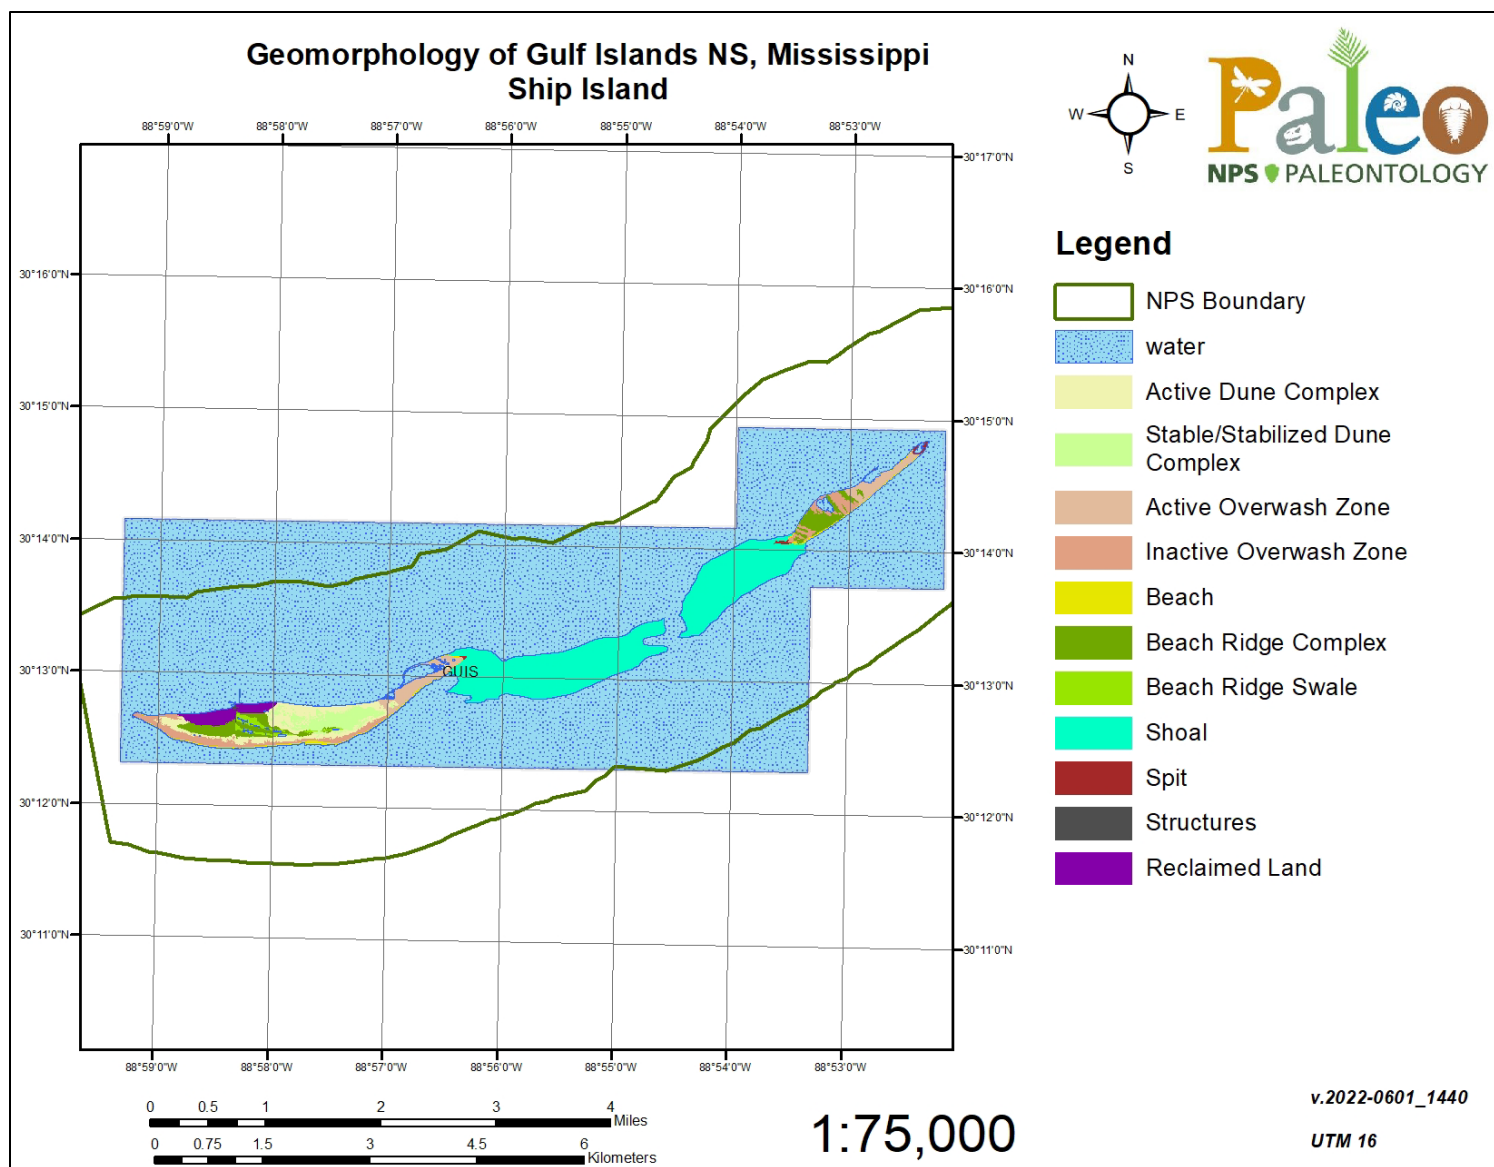 Geomorphology of Gulf Islands NS, Mississippi
Ship Island
N
W E
S
Paleo
NPS PALEONTOLOGY
88°59'0"W 88°58'0"W 88°57'0"W 88°56'0"W 88°55'0"W 88°54'0"W 88°53'0"W
30°17'0"N
30°16'0"N 30°16'0"N
30°15'0"N 30°15'0"N
30°14'0"N 30°14'0"N
30°13'0"N 30°13'0"N
30°12'0"N 30°12'0"N
30°11'0"N 30°11'0"N
GUIS
88°59'0"W 88°58'0"W 88°57'0"W 88°56'0"W 88°55'0"W 88°54'0"W 88°53'0"W
Legend
NPS Boundary
water
Active Dune Complex
Stable/Stabilized Dune
Complex
Active Overwash Zone
Inactive Overwash Zone
Beach
Beach Ridge Complex
Beach Ridge Swale
Shoal
Spit
Structures
Reclaimed Land
0 0.5 1 2 3 4
Miles
0 0.75 1.5 3 4.5 6
Kilometers
1:75,000
v.2022-0601_1440
UTM 16